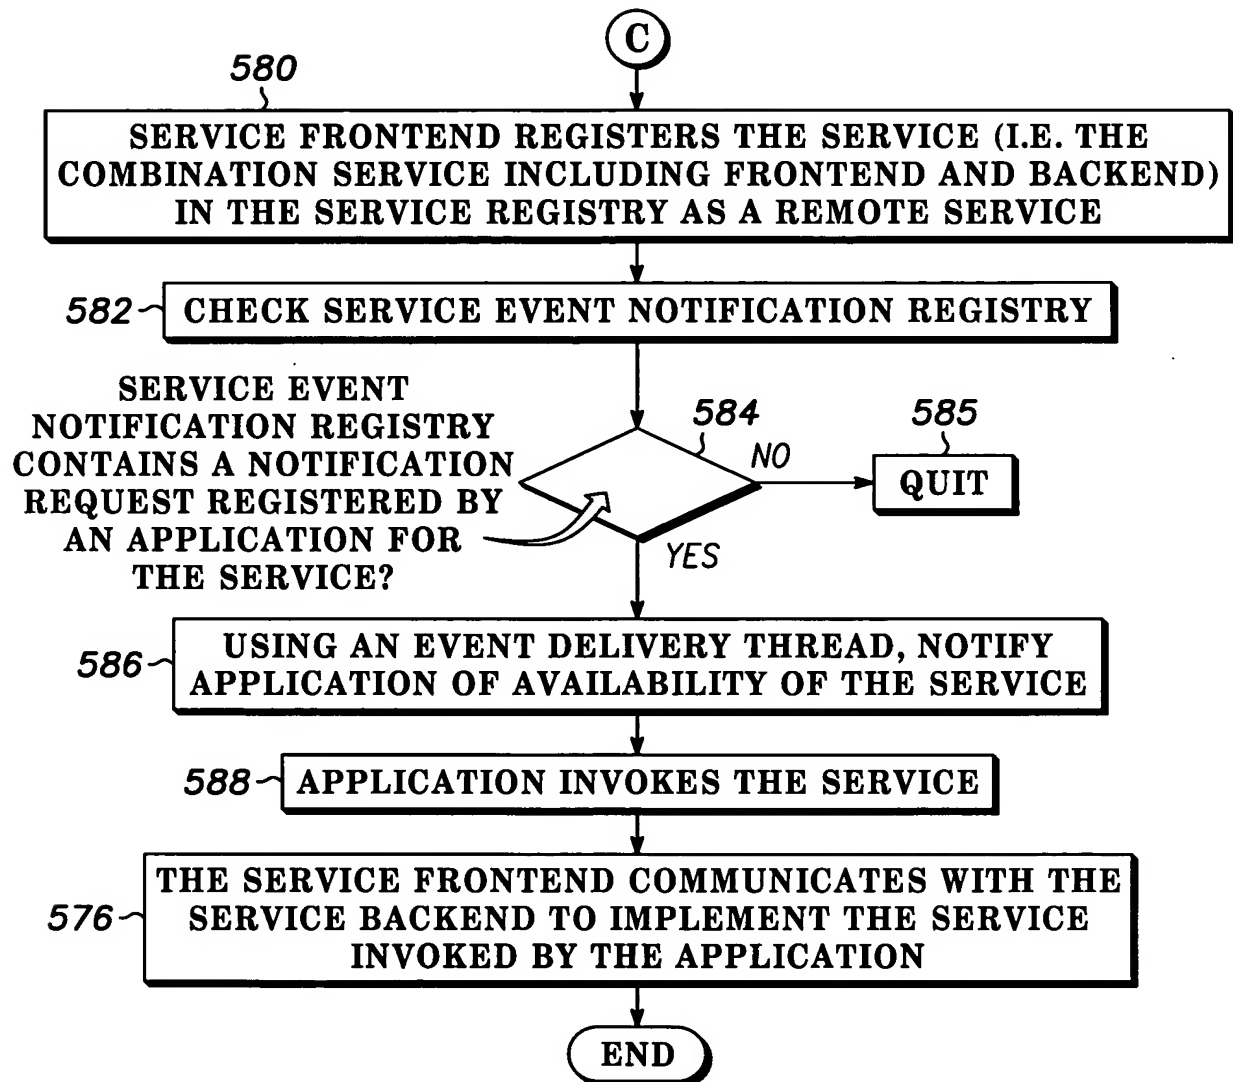 C
580
SERVICE FRONTEND REGISTERS THE SERVICE (I.E. THE
COMBINATION SERVICE INCLUDING FRONTEND AND BACKEND)
IN THE SERVICE REGISTRY AS A REMOTE SERVICE
582
CHECK SERVICE EVENT NOTIFICATION REGISTRY
SERVICE EVENT
NOTIFICATION REGISTRY
CONTAINS A NOTIFICATION
REQUEST REGISTERED BY
AN APPLICATION FOR
THE SERVICE?
584
NO
585
QUIT
YES
586
USING AN EVENT DELIVERY THREAD, NOTIFY
APPLICATION OF AVAILABILITY OF THE SERVICE
588
APPLICATION INVOKES THE SERVICE
576
THE SERVICE FRONTEND COMMUNICATES WITH THE
SERVICE BACKEND TO IMPLEMENT THE SERVICE
INVOKED BY THE APPLICATION
END